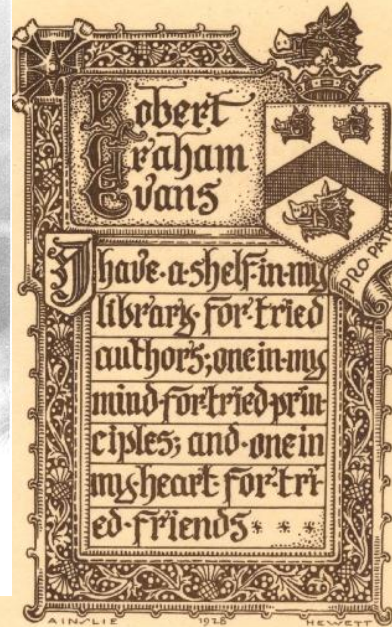 Robert
Graham
Evans
PRO PAT
I have·a·shelf·in·my
library·for·tried
authors;one·in·my
mind·for·tried·prin-
ciples; and·one·in
my·heart·for·tri-
ed·friends * * *
AINSLIE 1928 HEWETT